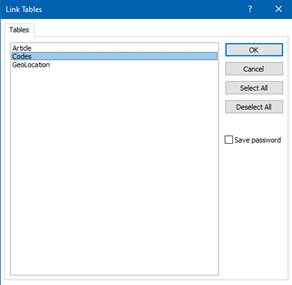 Link Tables ? ×
Tables
Article
Codes
GeoLocation
OK
Cancel
Select All
Deselect All
Save password